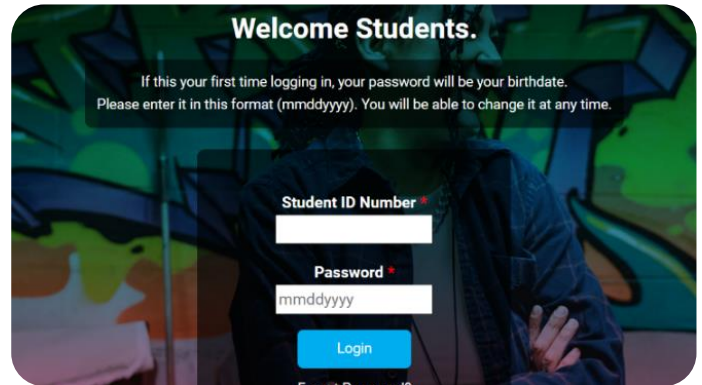 Welcome Students.
If this your first time logging in, your password will be your birthdate.
Please enter it in this format (mmddyyyy). You will be able to change it at any time.
Student ID Number *
Password *
mmddyyyy
Login